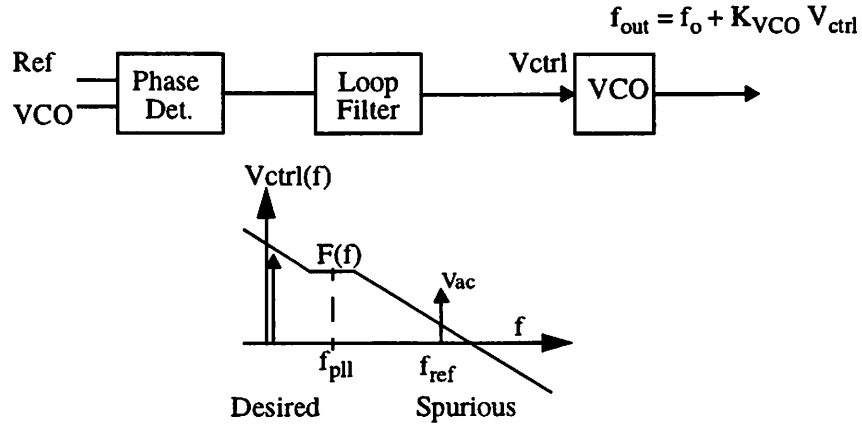 f_out = f_o + K_VCO V_ctrl
Ref
VCO
Phase
Det.
Loop
Filter
Vctrl
VCO
Vctrl(f)
F(f)
Vac
f
f_pll
f_ref
Desired
Spurious